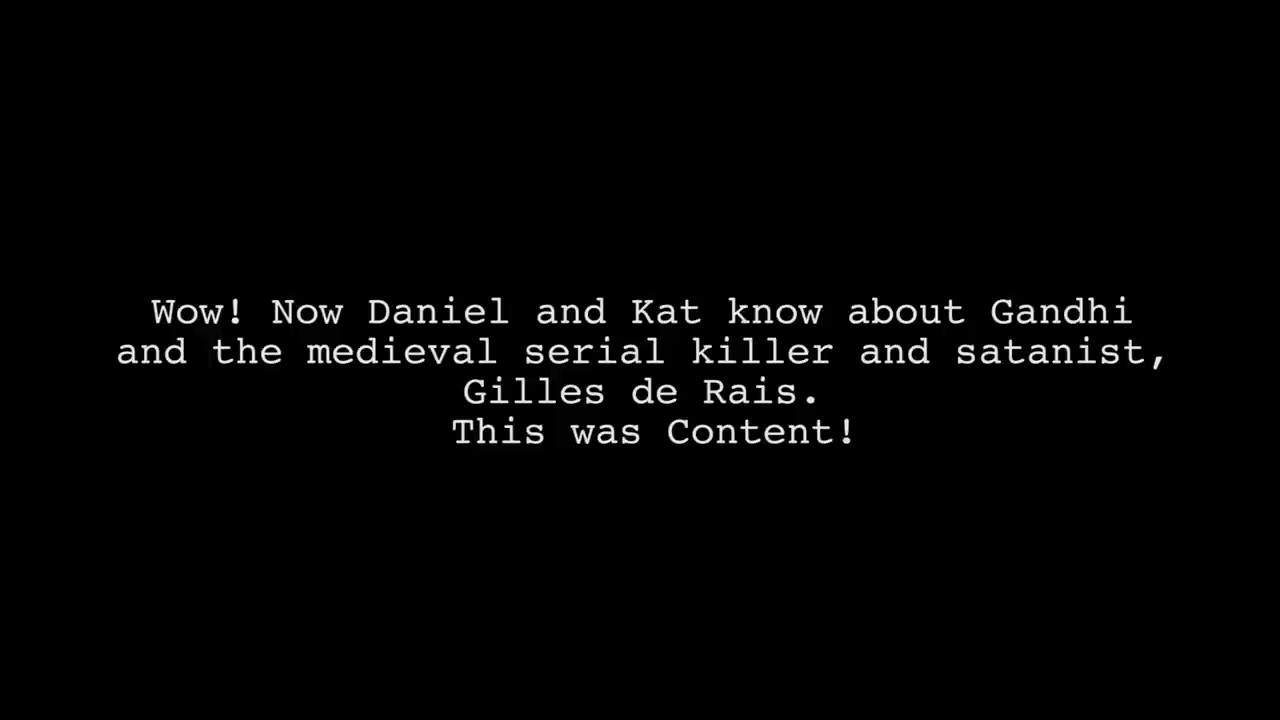 Wow! Now Daniel and Kat know about Gandhi
and the medieval serial killer and satanist,
Gilles de Rais.
This was Content!